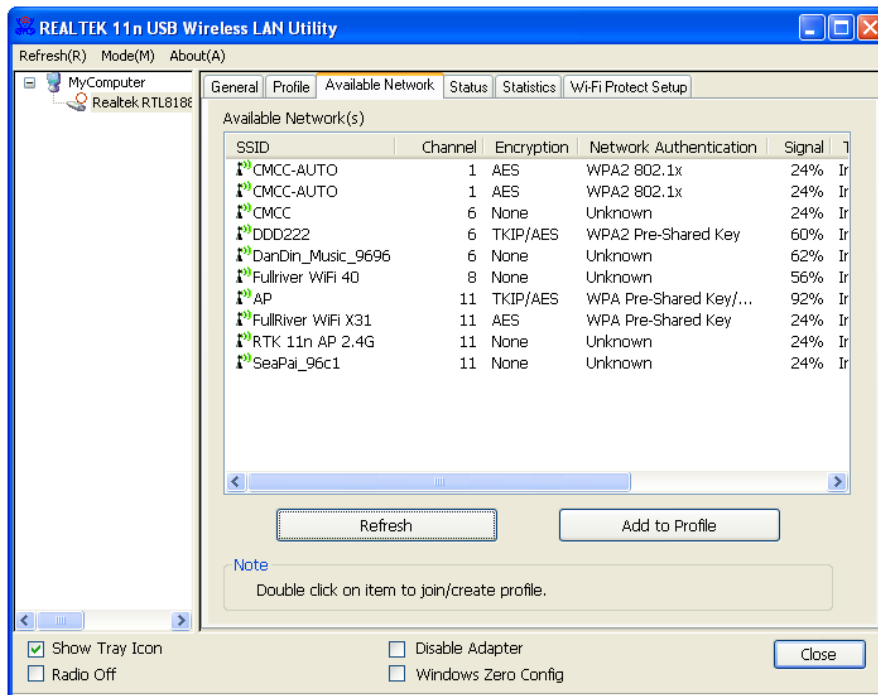 REALTEK 11n USB Wireless LAN Utility
Refresh(R) Mode(M) About(A)
MyComputer
Realtek RTL8188
General Profile Available Network Status Statistics Wi-Fi Protect Setup
Available Network(s)
SSID Channel Encryption Network Authentication Signal
CMCC-AUTO 1 AES WPA2 802.1x 24%
CMCC-AUTO 1 AES WPA2 802.1x 24%
CMCC 6 None Unknown 24%
DDD222 6 TKIP/AES WPA2 Pre-Shared Key 60%
DanDin_Music_9696 6 None Unknown 62%
Fullriver WiFi 40 8 None Unknown 56%
AP 11 TKIP/AES WPA Pre-Shared Key/... 92%
FullRiver WiFi X31 11 AES WPA Pre-Shared Key 24%
RTK 11n AP 2.4G 11 None Unknown 24%
SeaPai_96c1 11 None Unknown 24%
Refresh Add to Profile
Note
Double click on item to join/create profile.
Show Tray Icon Disable Adapter Close
Radio Off Windows Zero Config